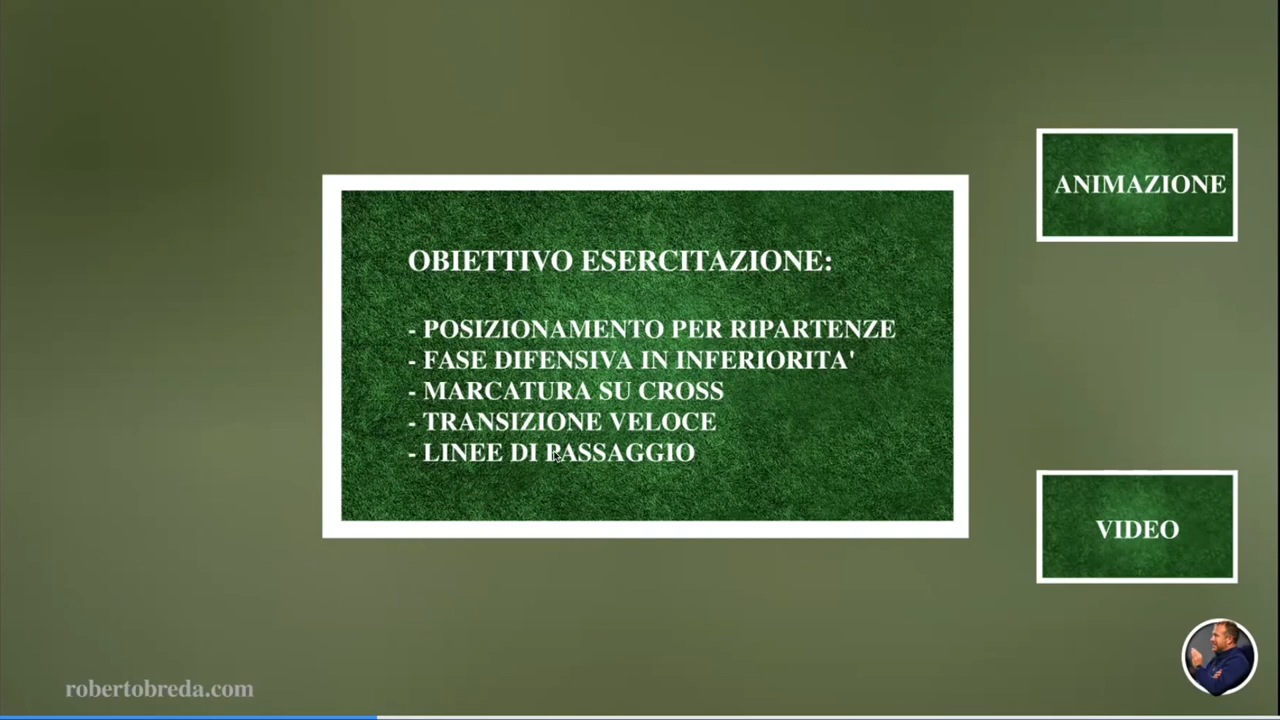 OBIETTIVO ESERCITAZIONE:
- POSIZIONAMENTO PER RIPARTENZE
- FASE DIFENSIVA IN INFERIORITA'
- MARCATURA SU CROSS
- TRANSIZIONE VELOCE
- LINEE DI PASSAGGIO
ANIMAZIONE
VIDEO
robertobreda.com